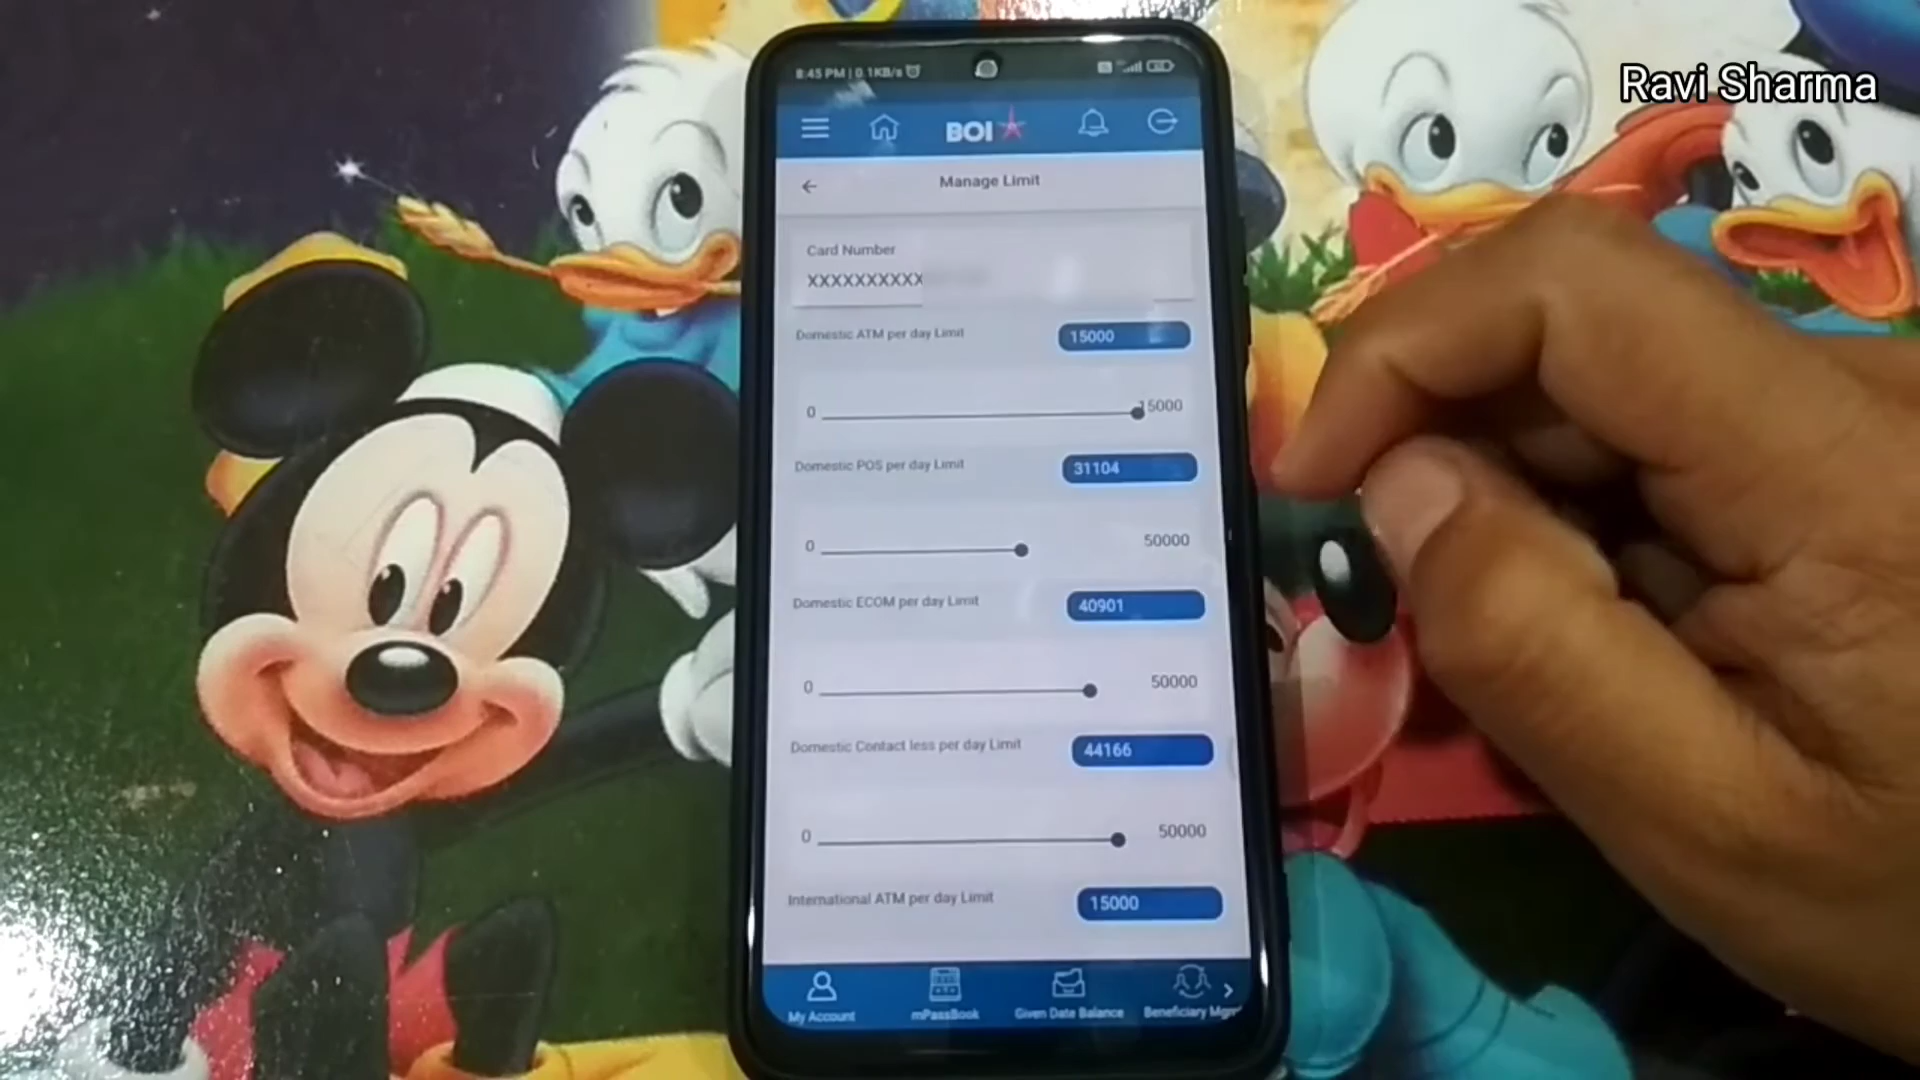 Ravi Sharma
8:45 PM | 0.1KB/s
BOI
Manage Limit
Card Number
XXXXXXXXXX
Domestic ATM per day Limit
15000
0
15000
Domestic POS per day Limit
31104
0
50000
Domestic ECOM per day Limit
40901
0
50000
Domestic Contact less per day Limit
44166
0
50000
International ATM per day Limit
15000
My Account
mPassBook
Given Date Balance
Beneficiary Mgm